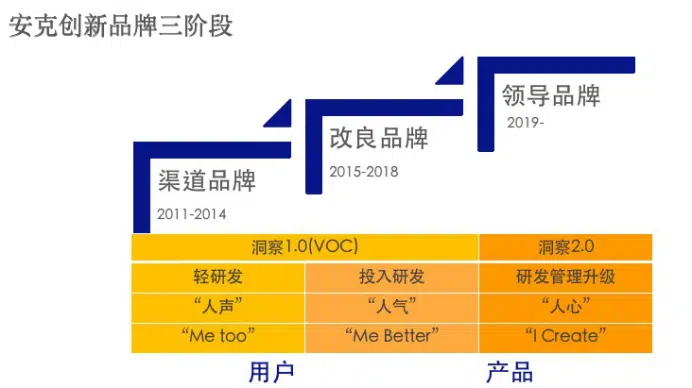 安克创新品牌三阶段
领导品牌
2019-
改良品牌
2015-2018
渠道品牌
2011-2014
洞察1.0(VOC) 洞察2.0
轻研发 投入研发 研发管理升级
“人声” “人气” “人心”
“Me too” “Me Better” “I Create”
用户 产品